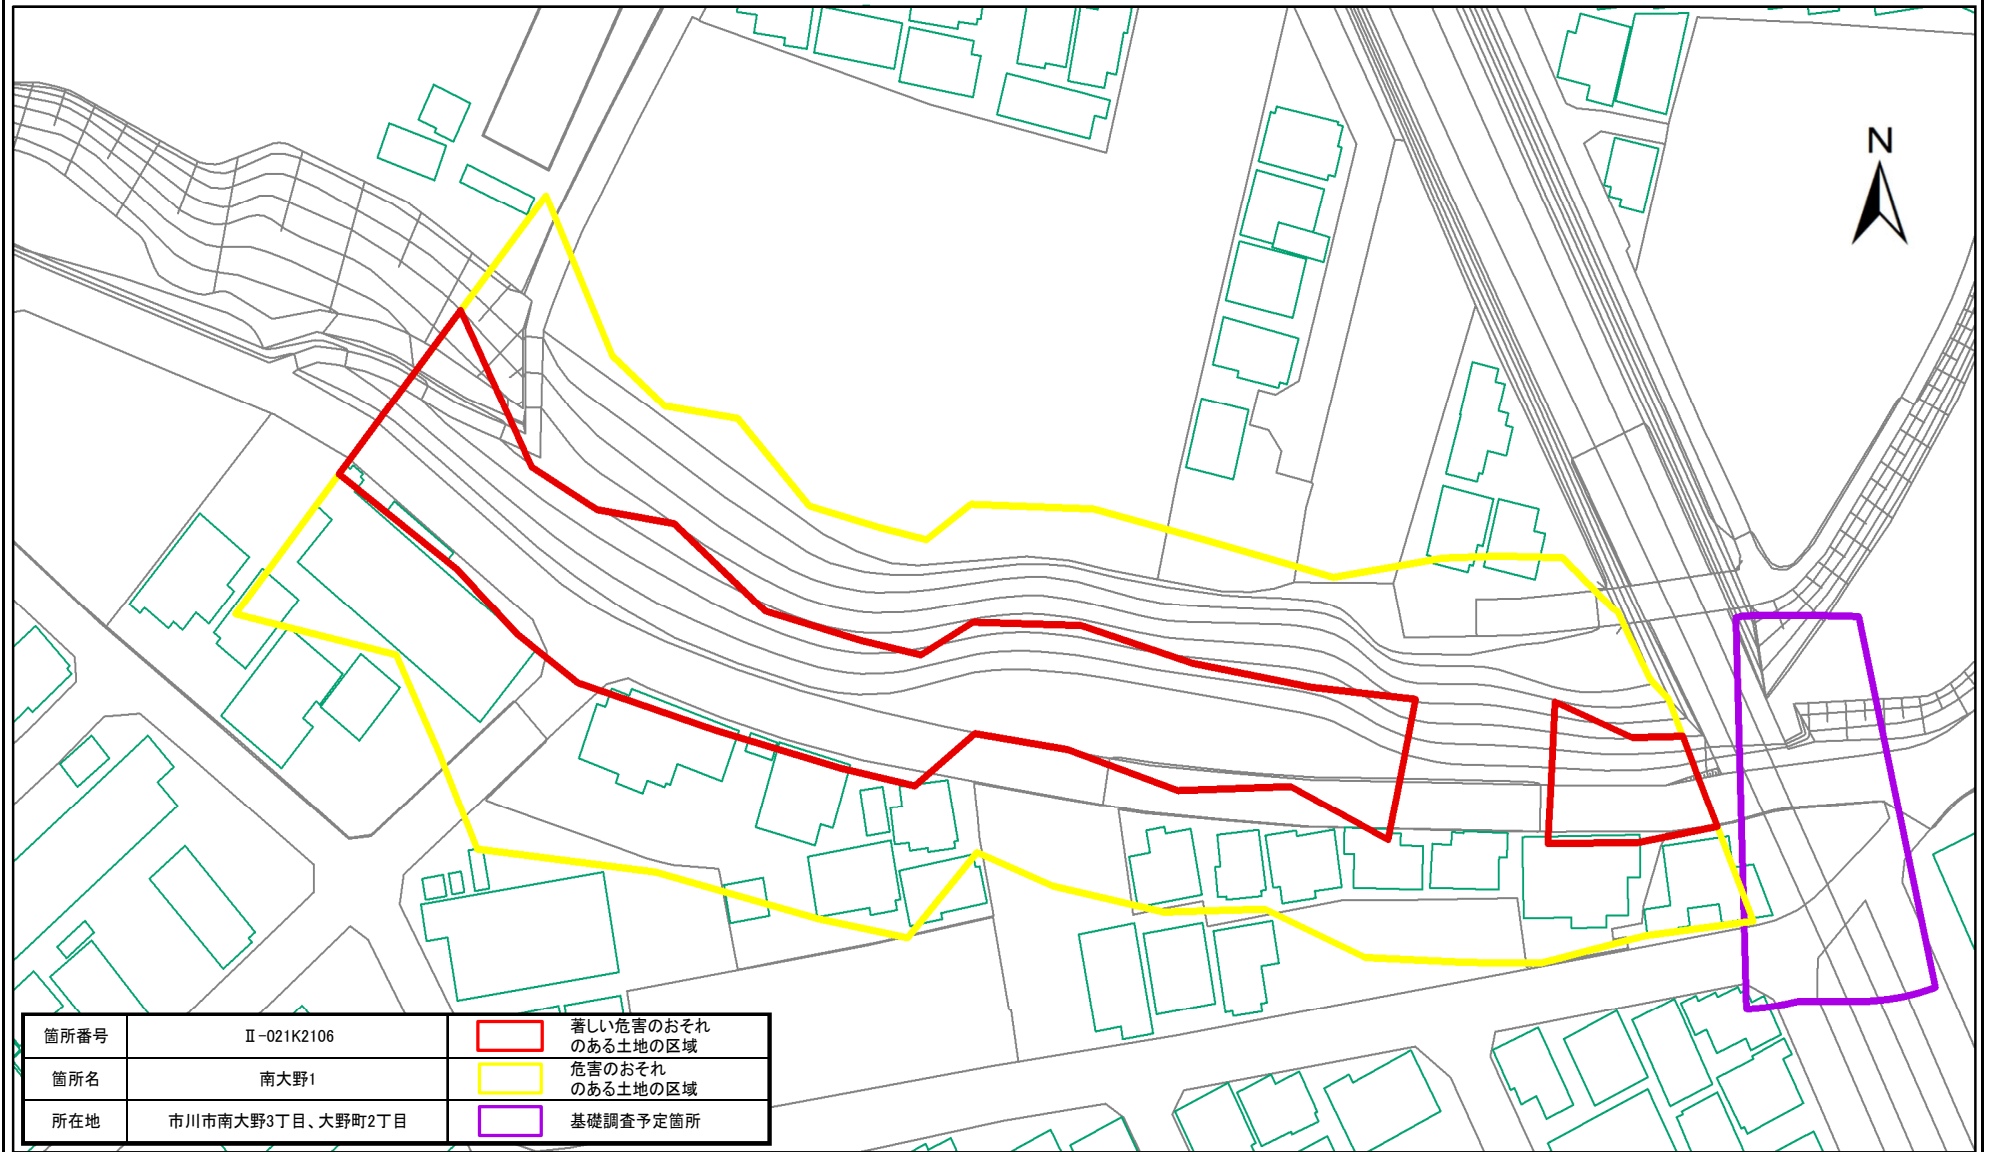 N
箇所番号
Ⅱ-021K2106
著しい危害のおそれ
のある土地の区域
箇所名
南大野1
危害のおそれ
のある土地の区域
所在地
市川市南大野3丁目、大野町2丁目
基礎調査予定箇所